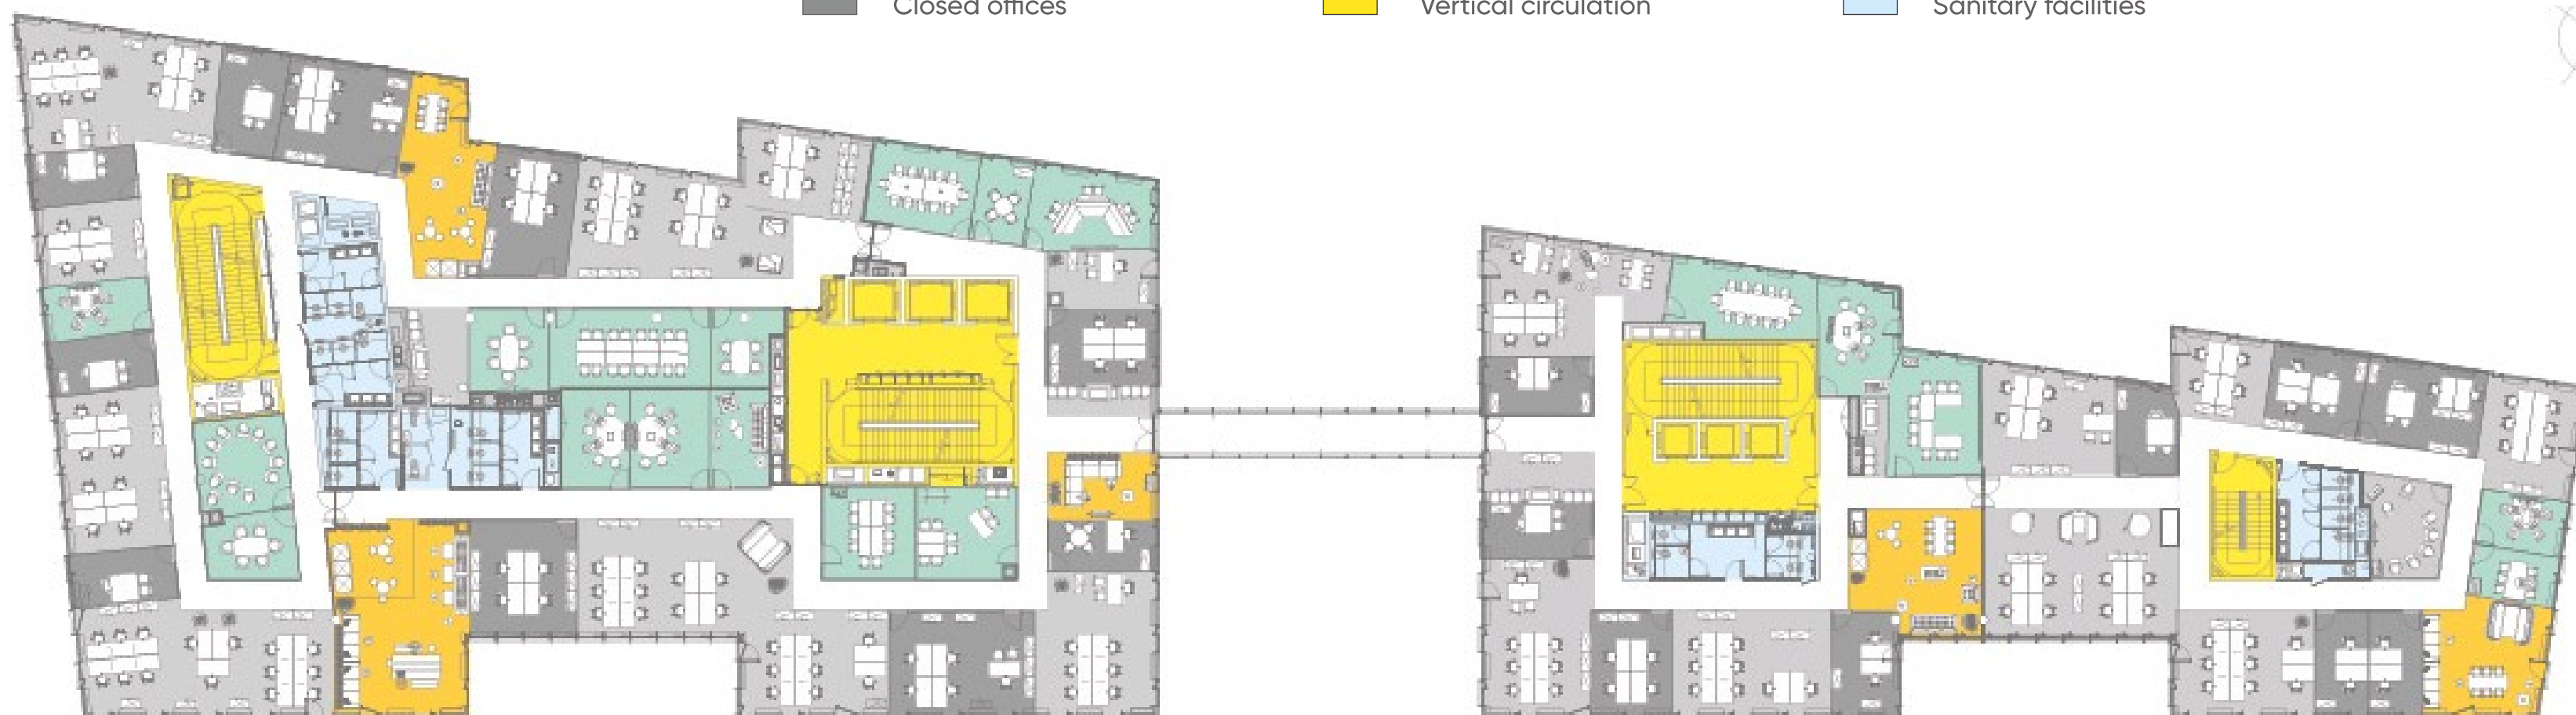 Closed offices
Vertical circulation
Sanitary facilities